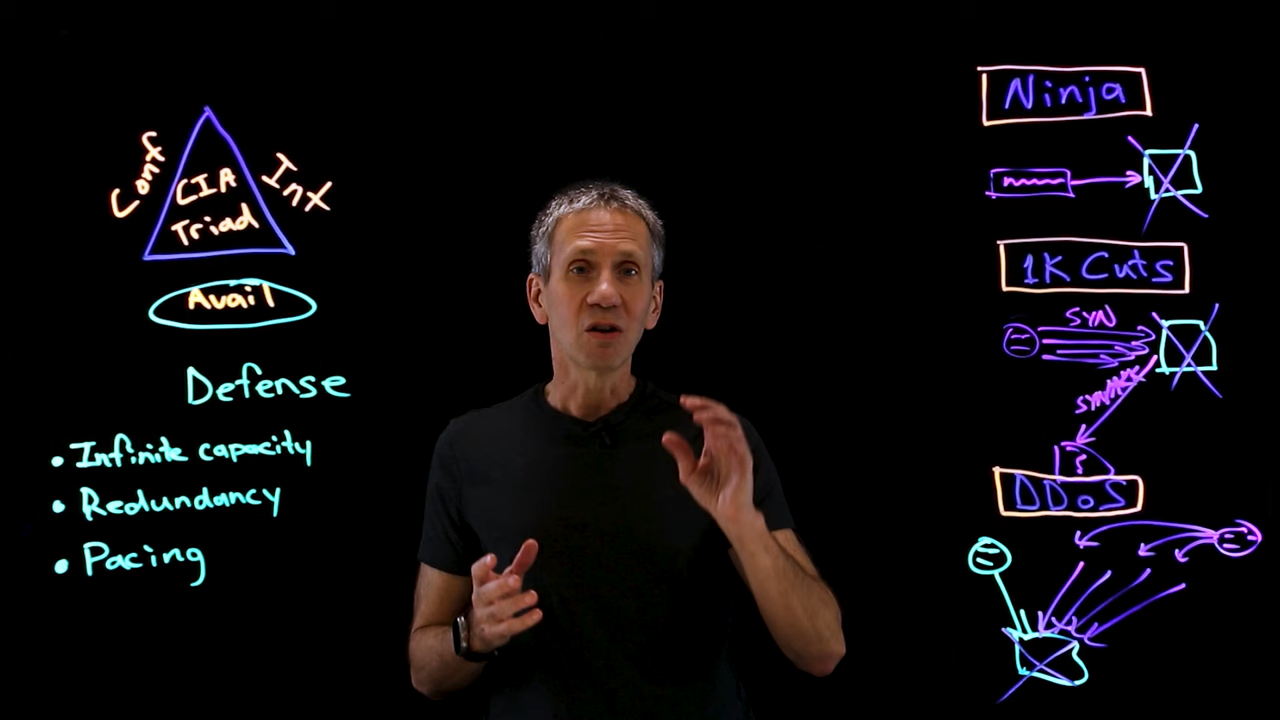 Conf
CIA
Triad
Int
Avail
Defense
• Infinite capacity
• Redundancy
• Pacing
Ninja
1K Cuts
SYN
SYN/ACK
?
DDoS